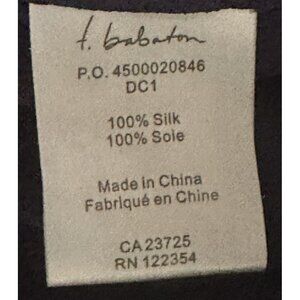 t. babaton
P.O. 4500020846
DC1
100% Silk
100% Soie
Made in China
Fabriqué en Chine
CA 23725
RN 122354